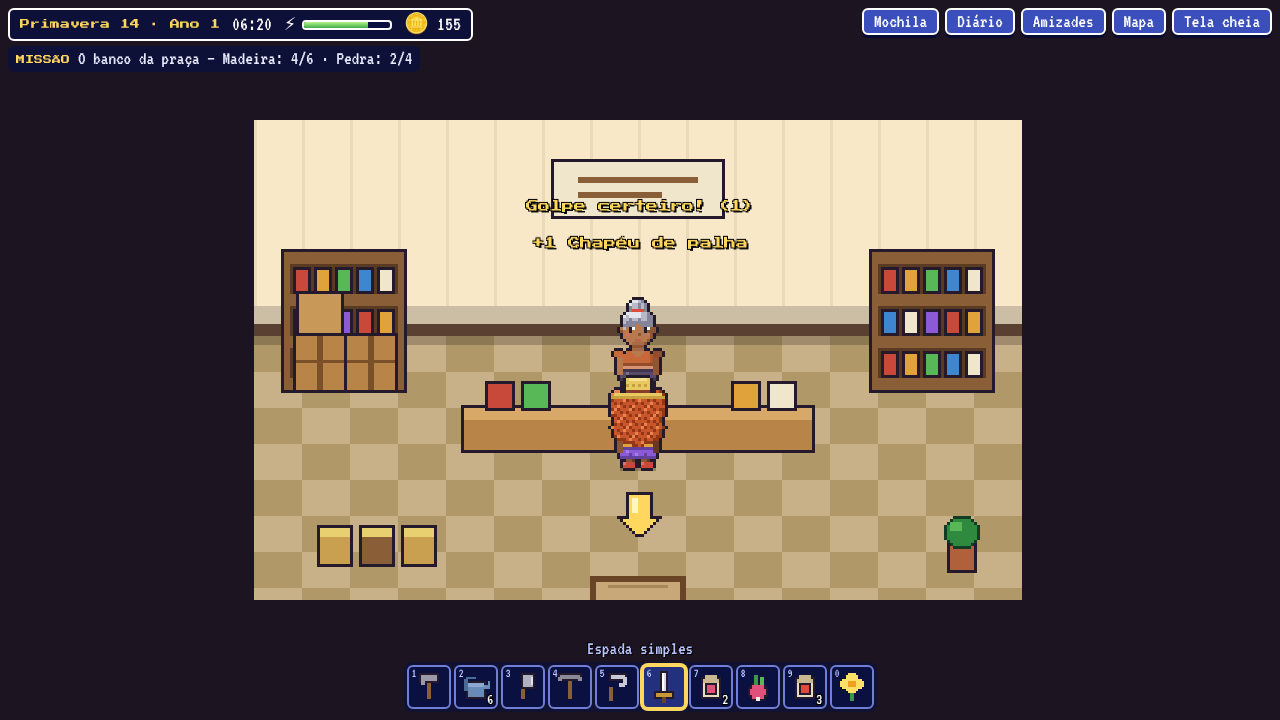 Primavera 14 · Ano 1 06:20 155
Mochila Diário Amizades Mapa Tela cheia
MISSÃO O banco da praça - Madeira: 4/6 · Pedra: 2/4
Golpe certeiro! (1)
+1 Chapéu de palha
Espada simples
1 2 3 4 5 6 7 8 9 0
6 2 3